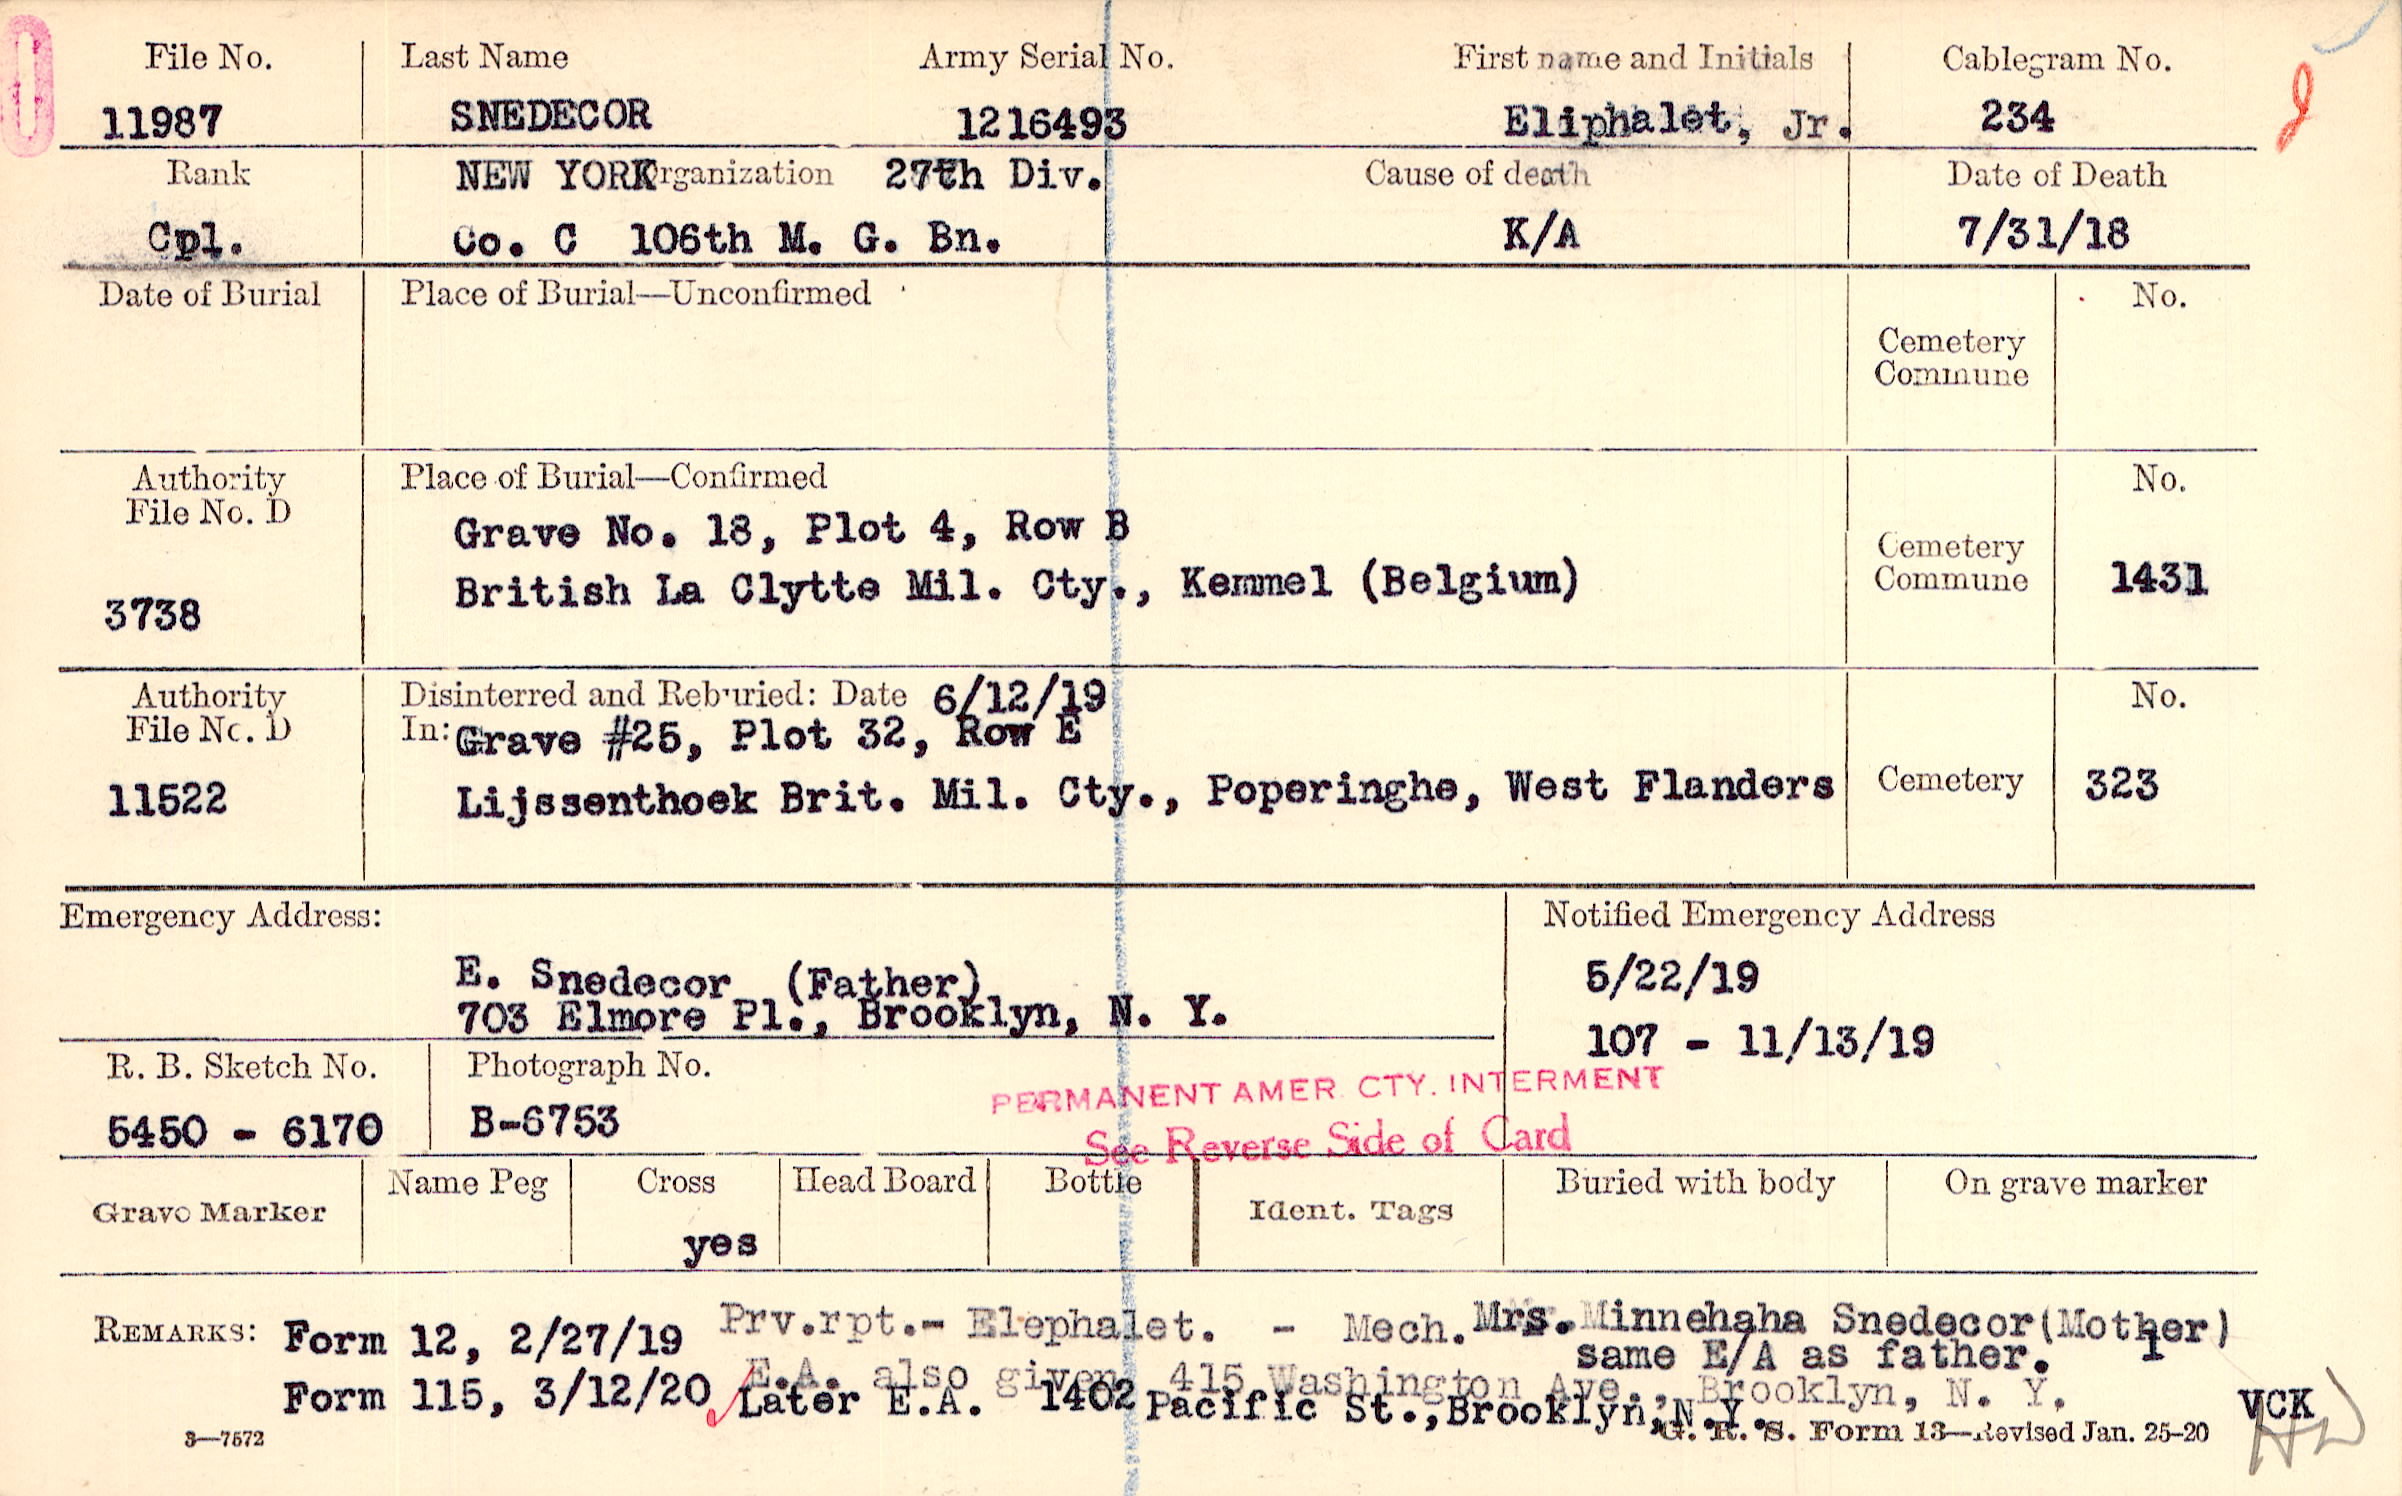 File No. Last Name Army Serial No. First name and Initials Cablegram No.
11987 SNEDECOR 1216493 Eliphalet, Jr. 234
Rank NEW YORK Organization 27th Div. Cause of death Date of Death
Cpl. Co. C 106th M. G. Bn. K/A 7/31/18
Date of Burial Place of Burial—Unconfirmed No.
Cemetery
Commune
Authority Place of Burial—Confirmed No.
File No. D
Grave No. 18, Plot 4, Row B
Cemetery
British La Clytte Mil. Cty., Kemmel (Belgium) Commune 1431
3738
Authority Disinterred and Reburied: Date 6/12/19 No.
File No. D In: Grave #25, Plot 32, Row E
11522 Lijssenthoek Brit. Mil. Cty., Poperinghe, West Flanders Cemetery 323
Emergency Address: Notified Emergency Address
E. Snedecor (Father) 5/22/19
703 Elmore Pl., Brooklyn, N. Y.
107 - 11/13/19
R. B. Sketch No. Photograph No.
PERMANENT AMER. CTY. INTERMENT
5450 - 6170 B-6753
See Reverse Side of Card
Grave Marker Name Peg Cross Head Board Bottle Ident. Tags Buried with body On grave marker
yes
REMARKS: Form 12, 2/27/19 Prv.rpt.- Elephalet. - Mech. Mrs. Minnehaha Snedecor (Mother)
same E/A as father. 1
E.A. also given 415 Washington Ave., Brooklyn, N. Y.
Form 115, 3/12/20 Later E.A. 1402 Pacific St., Brooklyn, N.Y. VCK
3—7572 G. R. S. Form 13—Revised Jan. 25-20